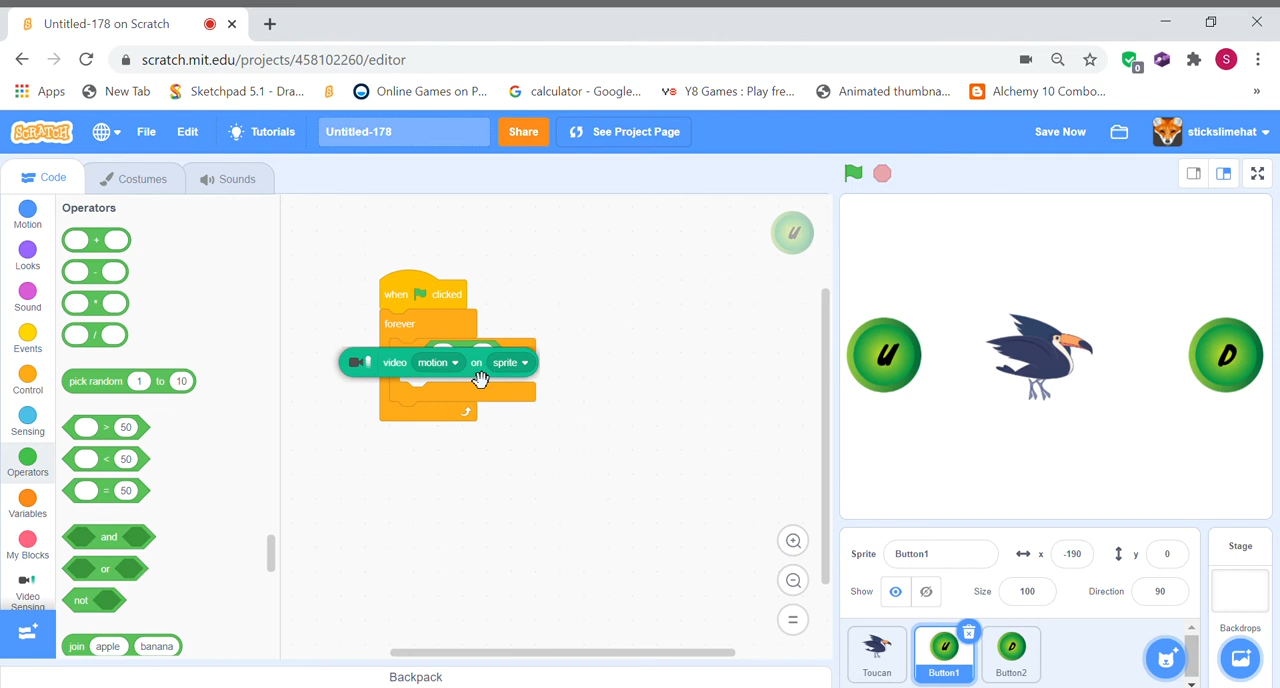 Untitled-178 on Scratch
scratch.mit.edu/projects/458102260/editor
0
S
Apps
New Tab
Sketchpad 5.1 - Dra...
Online Games on P...
calculator - Google...
Y8 Games : Play fre...
Animated thumbna...
Alchemy 10 Combo...
»
SCRATCH
File
Edit
Tutorials
Untitled-178
Share
See Project Page
Save Now
stickslimehat
Code
Costumes
Sounds
Motion
Looks
Sound
Events
Control
Sensing
Operators
Variables
My Blocks
Video
Sensing
Operators
+
-
*
/
pick random 1 to 10
> 50
< 50
= 50
and
or
not
join apple banana
when clicked
forever
video motion on sprite
U
U
D
Sprite Button1 x -190 y 0
Show Size 100 Direction 90
Toucan
U
Button1
D
Button2
Stage
Backdrops
Backpack